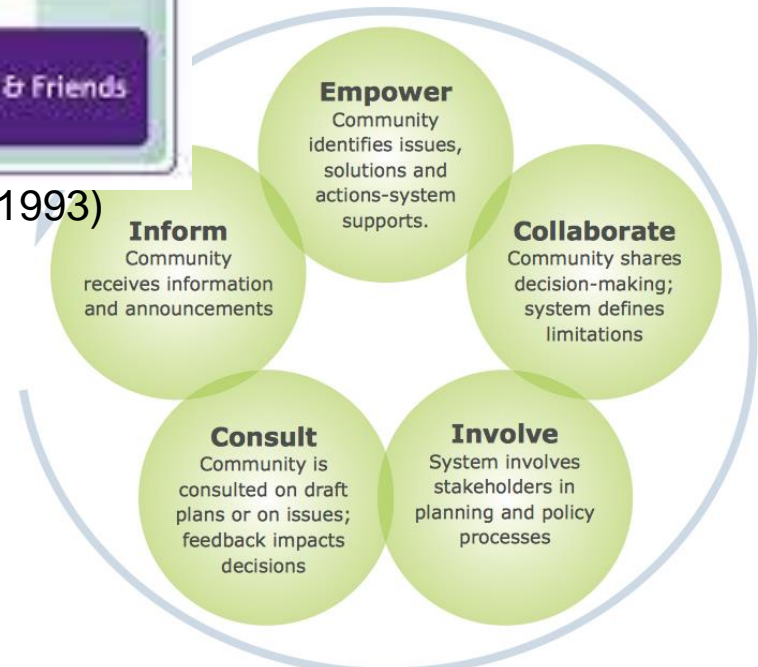 & Friends
1993)
Empower
Community
identifies issues,
solutions and
actions-system
supports.
Collaborate
Community shares
decision-making;
system defines
limitations
Involve
System involves
stakeholders in
planning and policy
processes
Consult
Community is
consulted on draft
plans or on issues;
feedback impacts
decisions
Inform
Community
receives information
and announcements